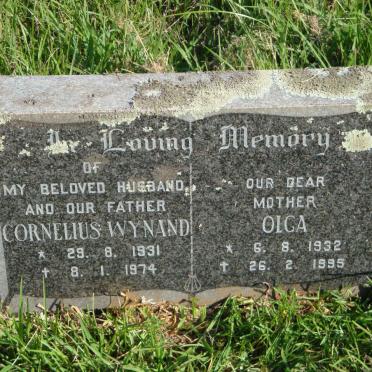 In Loving Memory
OF
MY BELOVED HUSBAND
AND OUR FATHER
CORNELIUS WYNAND
* 29. 8. 1931
✝ 8. 1. 1974
OUR DEAR
MOTHER
OLGA
* 6. 9. 1932
✝ 26. 2. 1995